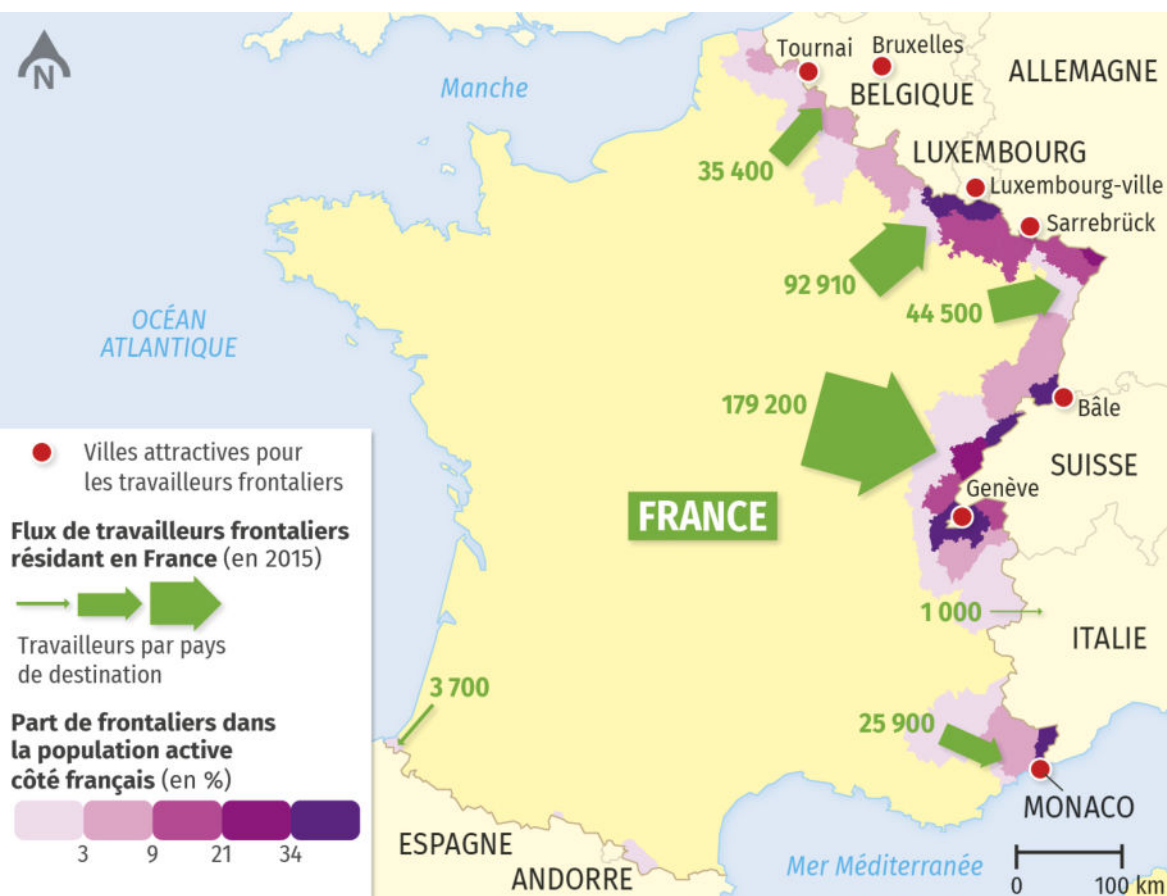 N
Manche
OCÉAN
ATLANTIQUE
Tournai
Bruxelles
BELGIQUE
ALLEMAGNE
35 400
LUXEMBOURG
Luxembourg-ville
Sarrebrück
92 910
44 500
179 200
Bâle
SUISSE
Genève
FRANCE
1 000
ITALIE
3 700
25 900
MONACO
ESPAGNE
ANDORRE
Mer Méditerranée
0 100 km
Villes attractives pour
les travailleurs frontaliers
Flux de travailleurs frontaliers
résidant en France (en 2015)
Travailleurs par pays
de destination
Part de frontaliers dans
la population active
côté français (en %)
3 9 21 34